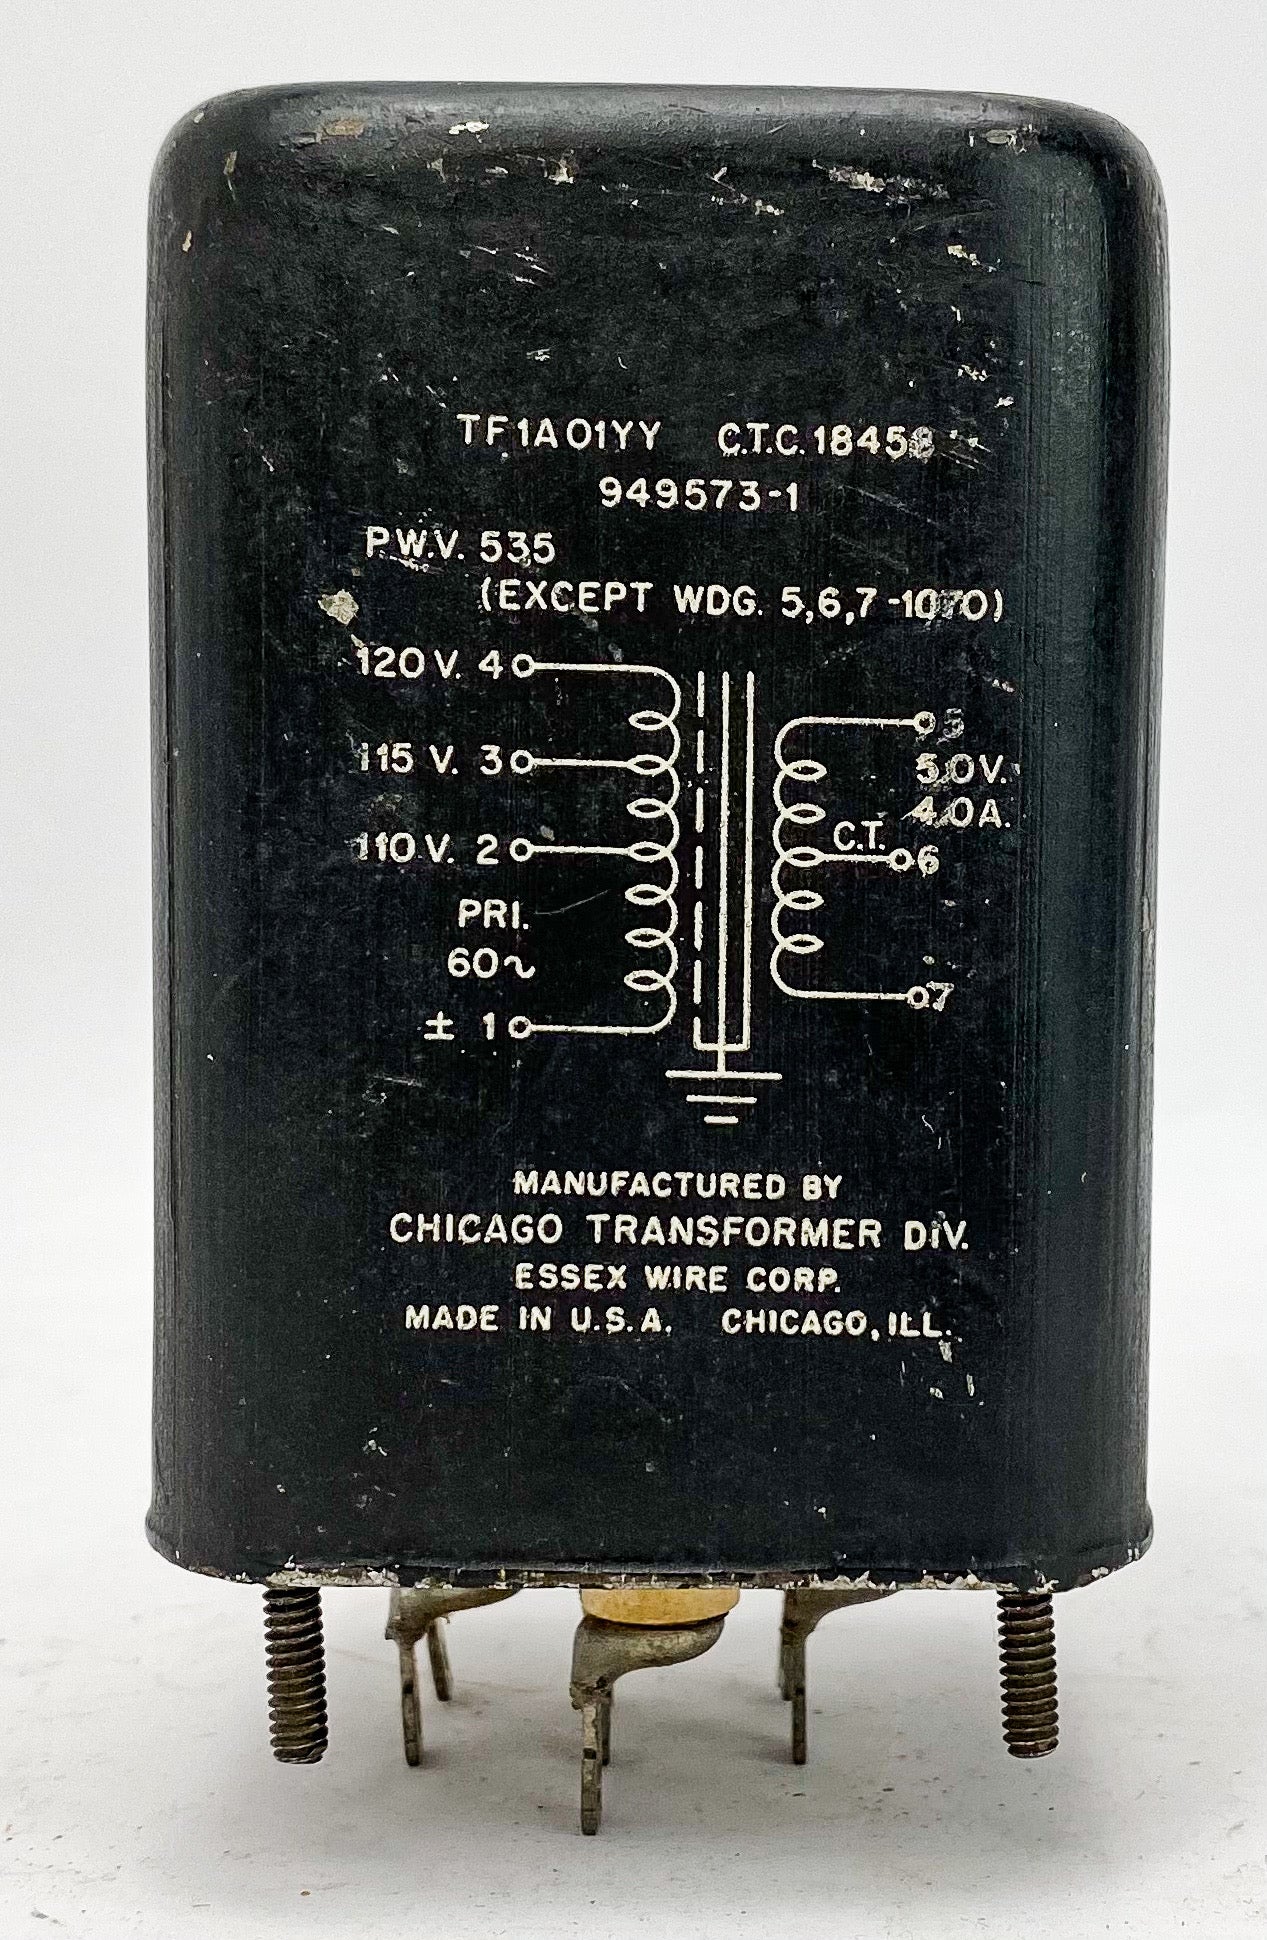 TF1A01YY C.T.C. 18458
949573-1
P.W.V. 535
(EXCEPT WDG. 5,6,7-1070)
120 V. 4
115 V. 3
110 V. 2
PRI.
60~
± 1
5
5.0V.
4.0A.
C.T. 6
7
MANUFACTURED BY
CHICAGO TRANSFORMER DIV.
ESSEX WIRE CORP.
MADE IN U.S.A. CHICAGO, ILL.